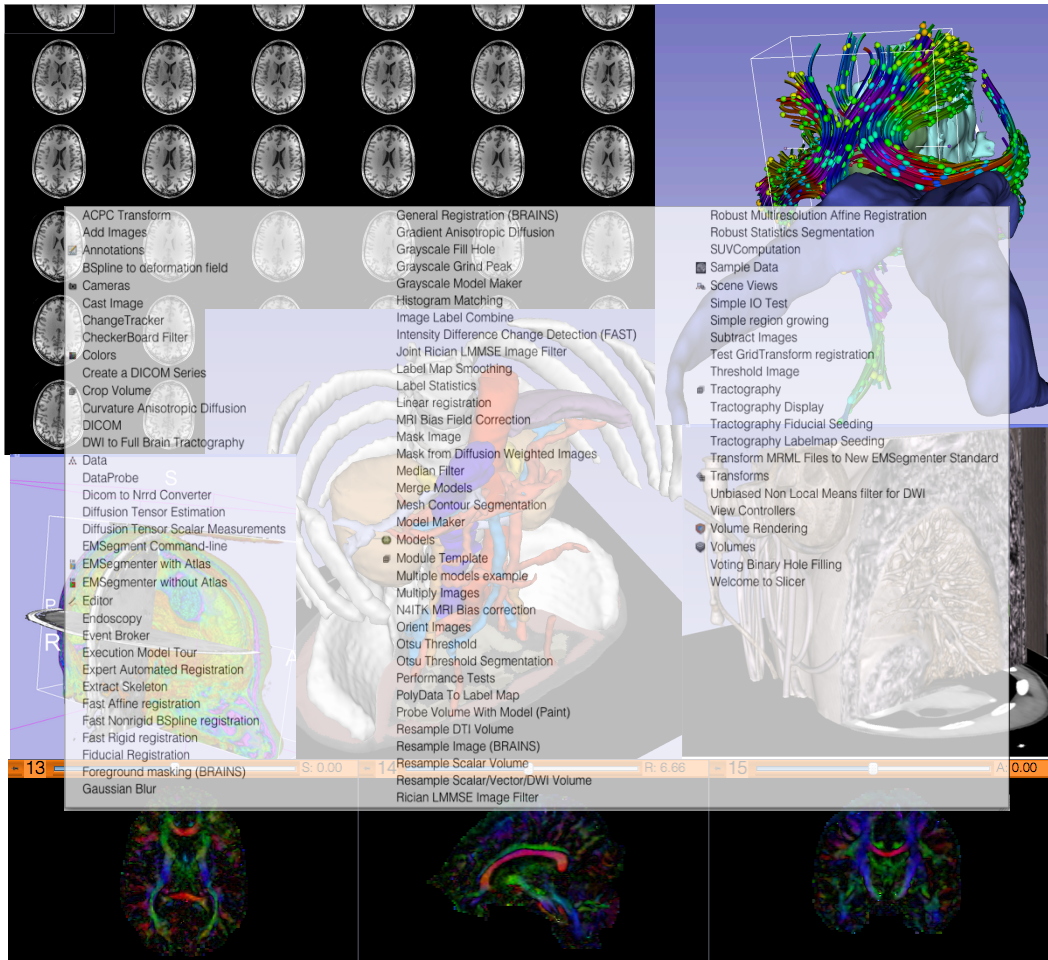 ACPC Transform
Add Images
Annotations
BSpline to deformation field
Cameras
Cast Image
ChangeTracker
CheckerBoard Filter
Colors
Create a DICOM Series
Crop Volume
Curvature Anisotropic Diffusion
DICOM
DWI to Full Brain Tractography
Data
DataProbe
Dicom to Nrrd Converter
Diffusion Tensor Estimation
Diffusion Tensor Scalar Measurements
EMSegment Command-line
EMSegmenter with Atlas
EMSegmenter without Atlas
Editor
Endoscopy
Event Broker
Execution Model Tour
Expert Automated Registration
Extract Skeleton
Fast Affine registration
Fast Nonrigid BSpline registration
Fast Rigid registration
Fiducial Registration
Foreground masking (BRAINS)
Gaussian Blur
General Registration (BRAINS)
Gradient Anisotropic Diffusion
Grayscale Fill Hole
Grayscale Grind Peak
Grayscale Model Maker
Histogram Matching
Image Label Combine
Intensity Difference Change Detection (FAST)
Joint Rician LMMSE Image Filter
Label Map Smoothing
Label Statistics
Linear registration
MRI Bias Field Correction
Mask Image
Mask from Diffusion Weighted Images
Median Filter
Merge Models
Mesh Contour Segmentation
Model Maker
Models
Module Template
Multiple models example
Multiply Images
N4ITK MRI Bias correction
Orient Images
Otsu Threshold
Otsu Threshold Segmentation
Performance Tests
PolyData To Label Map
Probe Volume With Model (Paint)
Resample DTI Volume
Resample Image (BRAINS)
Resample Scalar Volume
Resample Scalar/Vector/DWI Volume
Rician LMMSE Image Filter
Robust Multiresolution Affine Registration
Robust Statistics Segmentation
SUVComputation
Sample Data
Scene Views
Simple IO Test
Simple region growing
Subtract Images
Test GridTransform registration
Threshold Image
Tractography
Tractography Display
Tractography Fiducial Seeding
Tractography Labelmap Seeding
Transform MRML Files to New EMSegmenter Standard
Transforms
Unbiased Non Local Means filter for DWI
View Controllers
Volume Rendering
Volumes
Voting Binary Hole Filling
Welcome to Slicer
S
P
R
A
13 S: 0.00
14 R: 6.66
15 A: 0.00